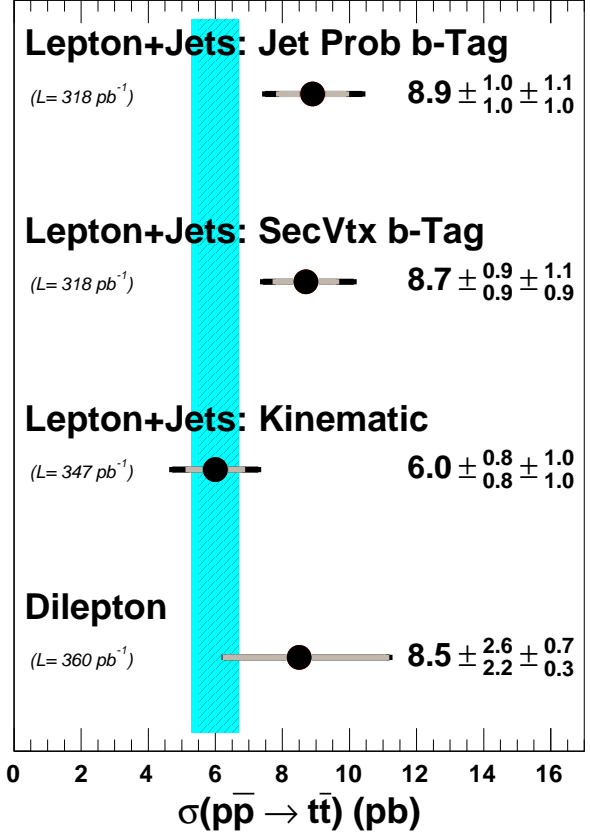 Lepton+Jets: Jet Prob b-Tag
(L= 318 pb⁻¹) 8.9 ± 1.0 1.0 ± 1.1 1.0
Lepton+Jets: SecVtx b-Tag
(L= 318 pb⁻¹) 8.7 ± 0.9 0.9 ± 1.1 0.9
Lepton+Jets: Kinematic
(L= 347 pb⁻¹) 6.0 ± 0.8 0.8 ± 1.0 1.0
Dilepton
(L= 360 pb⁻¹) 8.5 ± 2.6 2.2 ± 0.7 0.3
0 2 4 6 8 10 12 14 16
σ(pp̅ → tt̅) (pb)